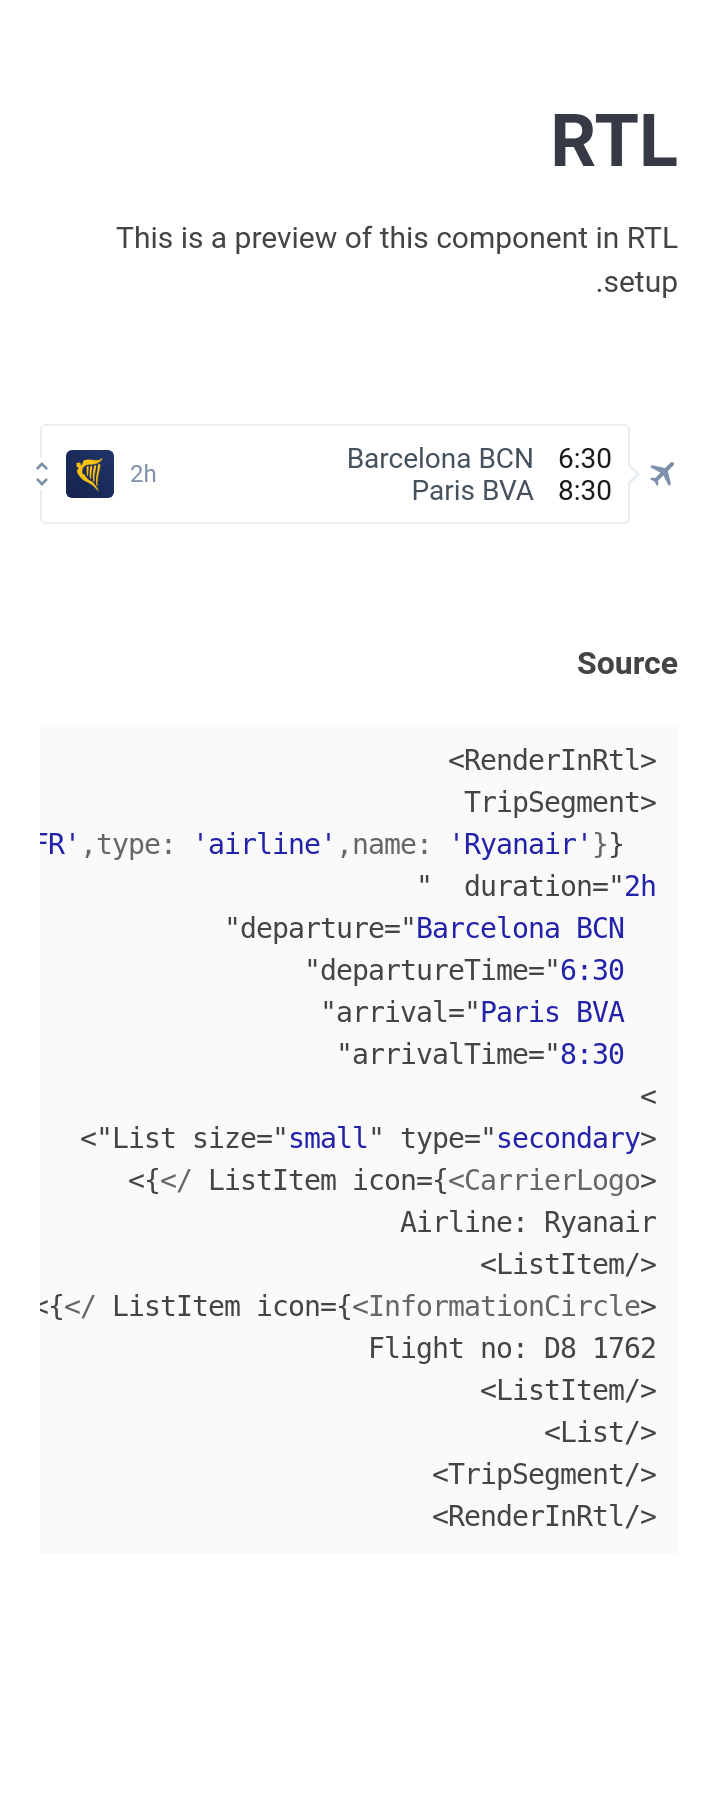 RTL
This is a preview of this component in RTL
.setup
2h Barcelona BCN 6:30
Paris BVA 8:30
Source
<RenderInRtl>
TripSegment>
FR',type: 'airline',name: 'Ryanair'}}
"  duration="2h
"departure="Barcelona BCN
"departureTime="6:30
"arrival="Paris BVA
"arrivalTime="8:30
<
<"List size="small" type="secondary>
<{</ ListItem icon={<CarrierLogo>
Airline: Ryanair
<ListItem/>
<{</ ListItem icon={<InformationCircle>
Flight no: D8 1762
<ListItem/>
<List/>
<TripSegment/>
<RenderInRtl/>